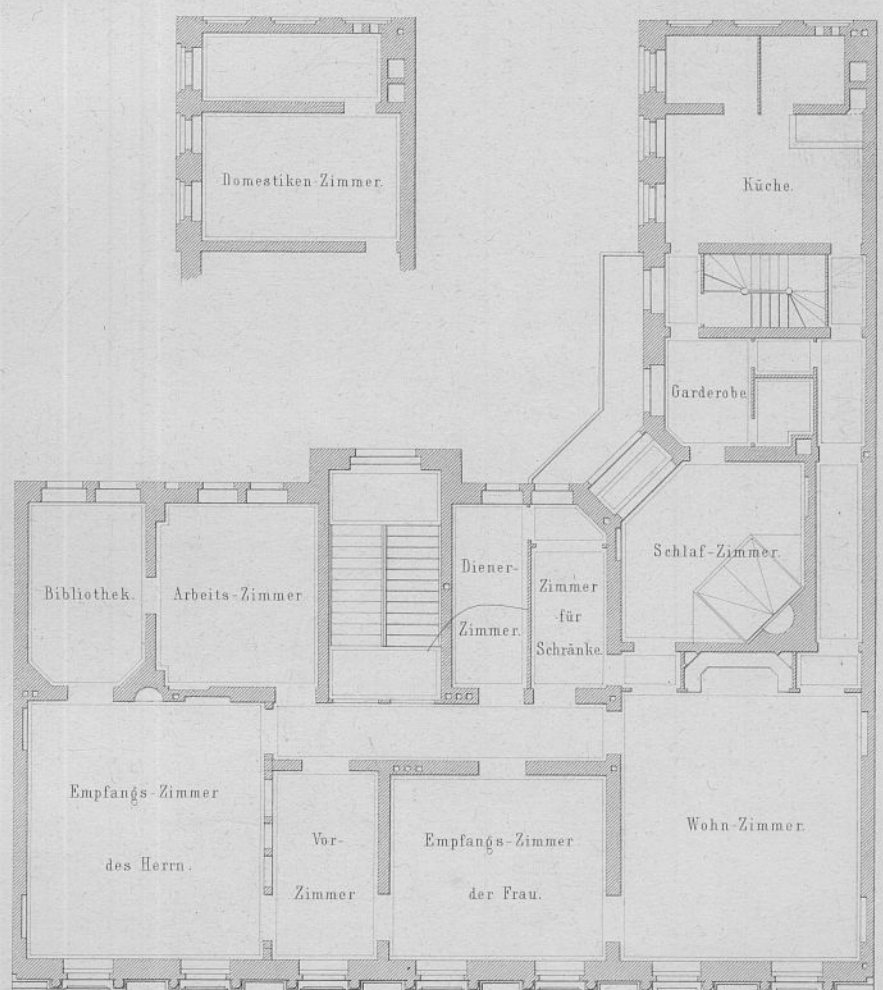 Domestiken-Zimmer.
Küche.
Garderobe
Schlaf-Zimmer.
Bibliothek.
Arbeits-Zimmer
Diener-
Zimmer.
Zimmer
für
Schränke.
Empfangs-Zimmer
des Herrn.
Vor-
Zimmer
Empfangs-Zimmer
der Frau.
Wohn-Zimmer.